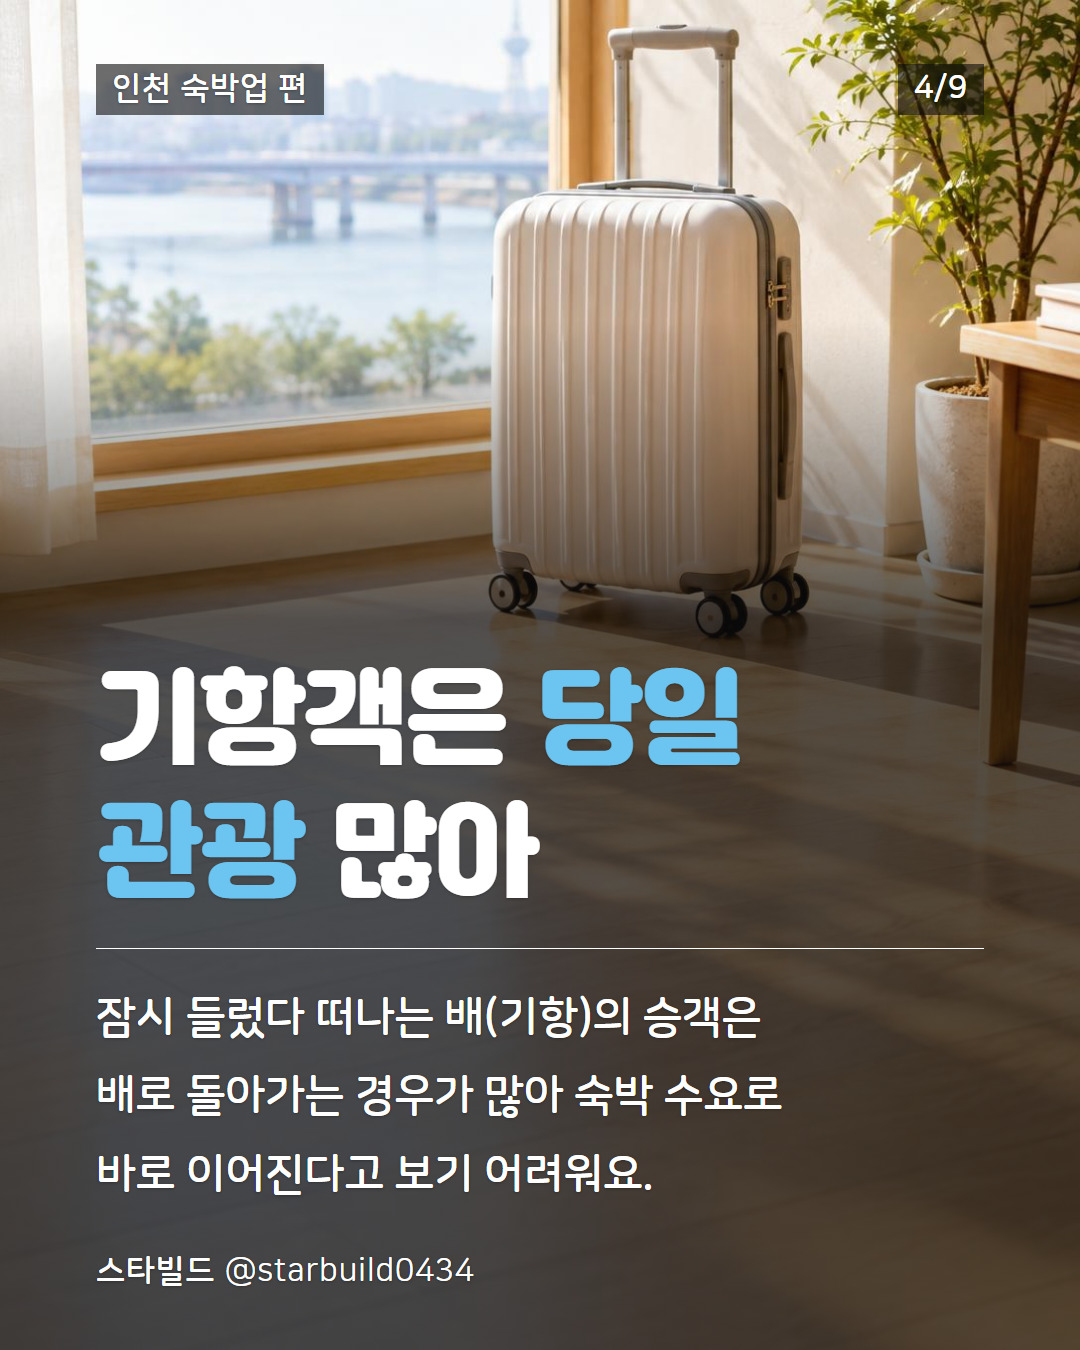 인천 숙박업 편
4/9
기항객은 당일
관광 많아
잠시 들렀다 떠나는 배(기항)의 승객은
배로 돌아가는 경우가 많아 숙박 수요로
바로 이어진다고 보기 어려워요.
스타빌드 @starbuild0434